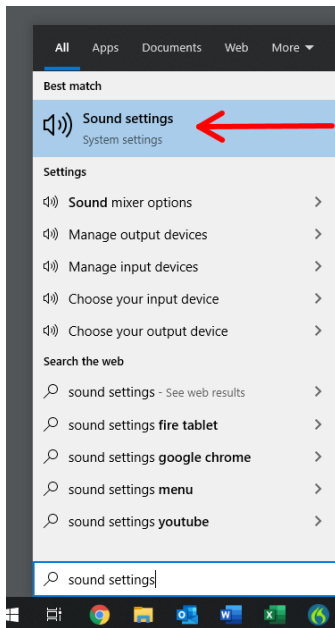 All Apps Documents Web More
Best match
Sound settings
System settings
Settings
Sound mixer options
Manage output devices
Manage input devices
Choose your input device
Choose your output device
Search the web
sound settings - See web results
sound settings fire tablet
sound settings google chrome
sound settings menu
sound settings youtube
sound settings